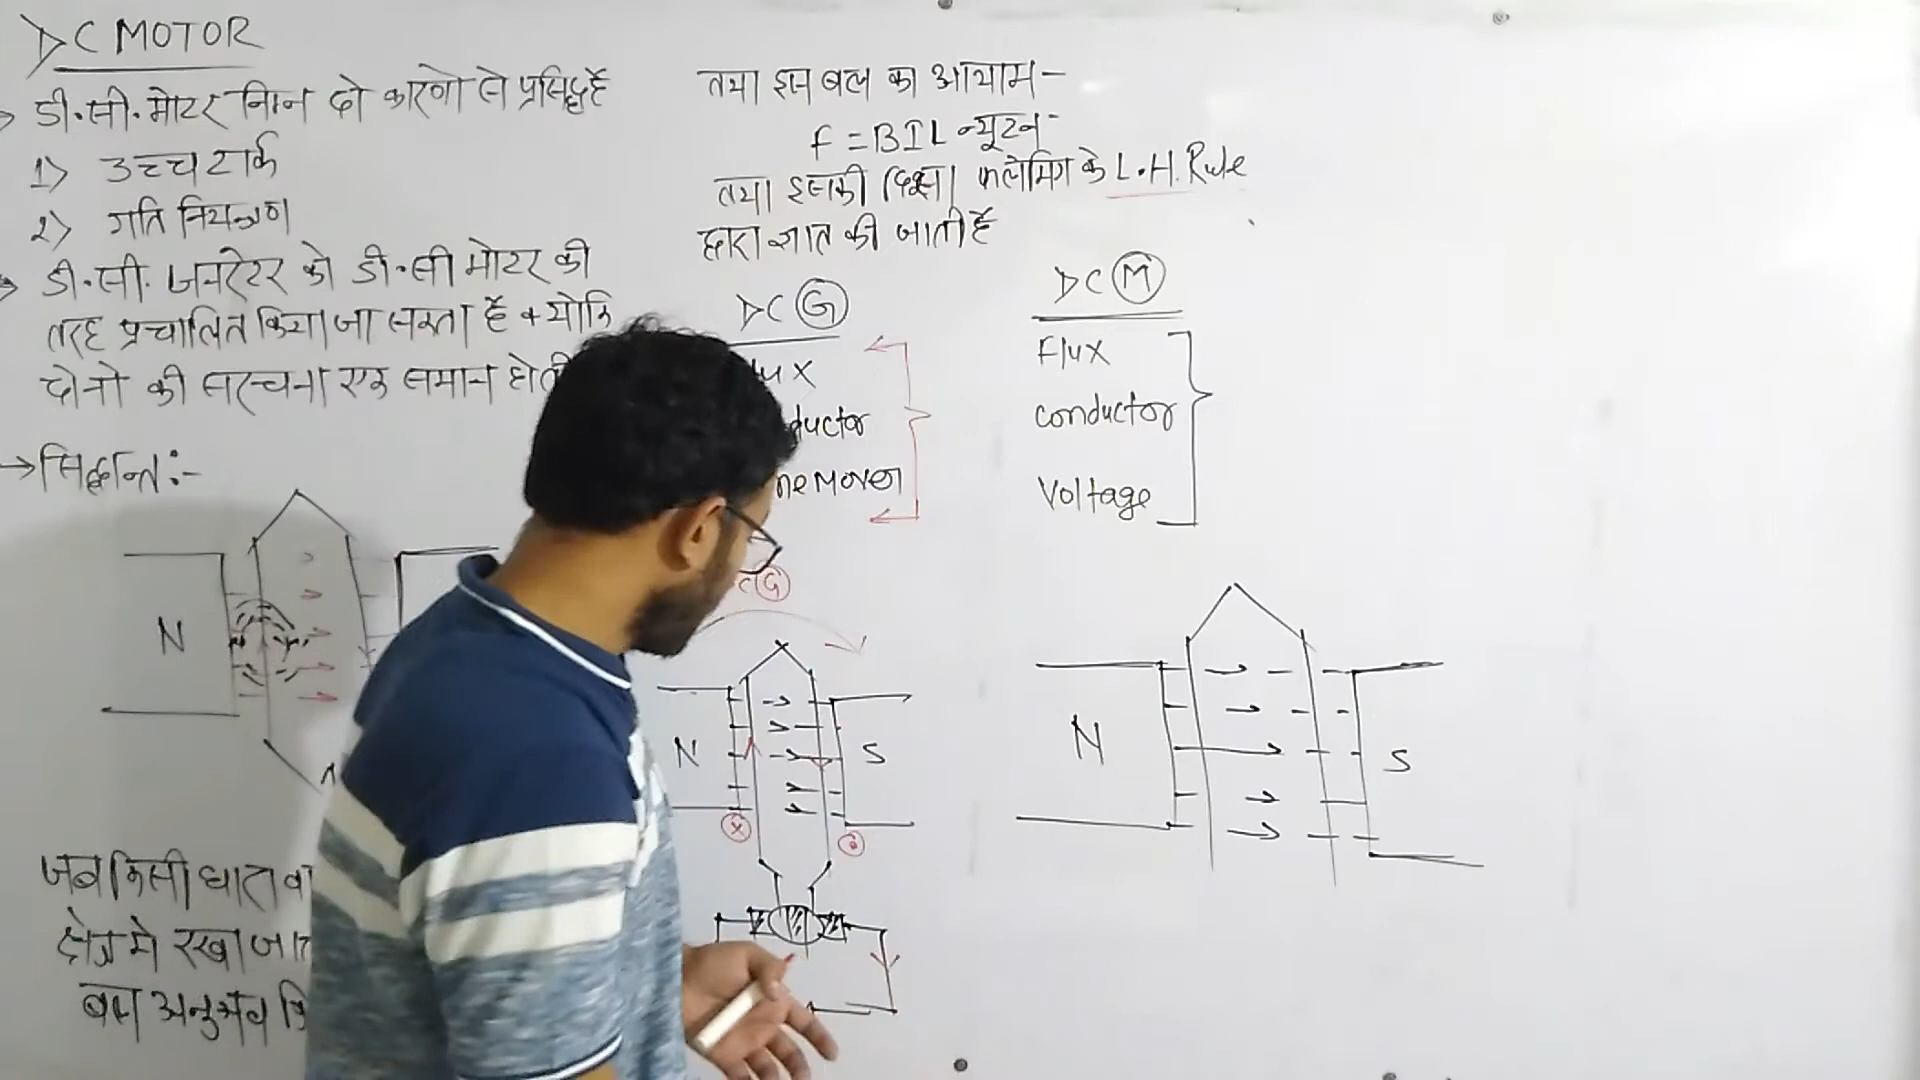 DC MOTOR
डी.सी. मोटर निम्न दो कारणो से प्रसिद्ध है
1) उच्च टार्क
2) गति नियन्त्रण
डी.सी. जनरेटर को डी.सी मोटर की
तरह प्रचालित किया जा सकता है क्योकि
दोनो की सरचना एक समान होती
→ सिद्धान्त :-
N
जब किसी धारा वा
क्षेत्र मे रखा जात
बल अनुभव
तथा इस बल का आयाम -
f = BIL न्यूटन
तथा इसकी दिशा फ्लेमिंग के L.H. Rule
द्वारा ज्ञात की जाती है
DC G
ux
ductor
me mover
G
N
S
X
DC M
Flux
conductor
Voltage
N
S